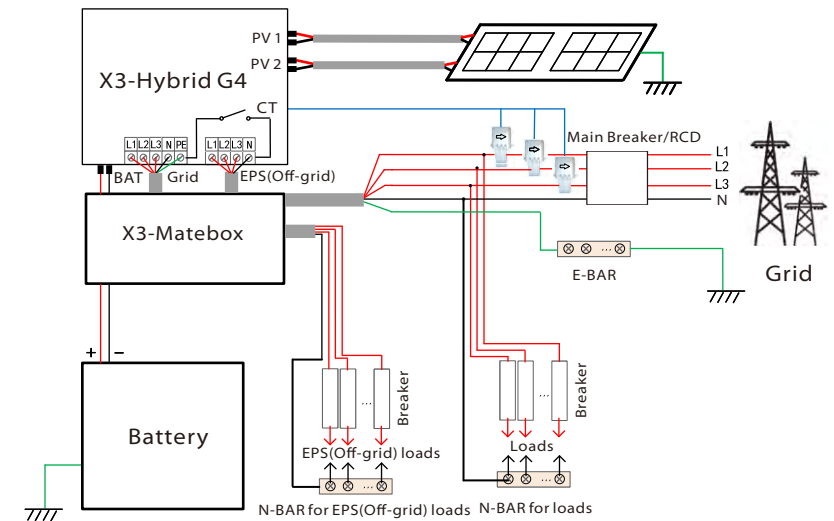 PV 1
X3-Hybrid G4
PV 2
CT
L1 L2 L3 N PE
L1 L2 L3 N
Main Breaker/RCD
L1
L2
L3
N
BAT
Grid
EPS(Off-grid)
X3-Matebox
...
E-BAR
Grid
+
−
Battery
...
Breaker
...
Breaker
EPS(Off-grid) loads
Loads
...
...
N-BAR for EPS(Off-grid) loads
N-BAR for loads